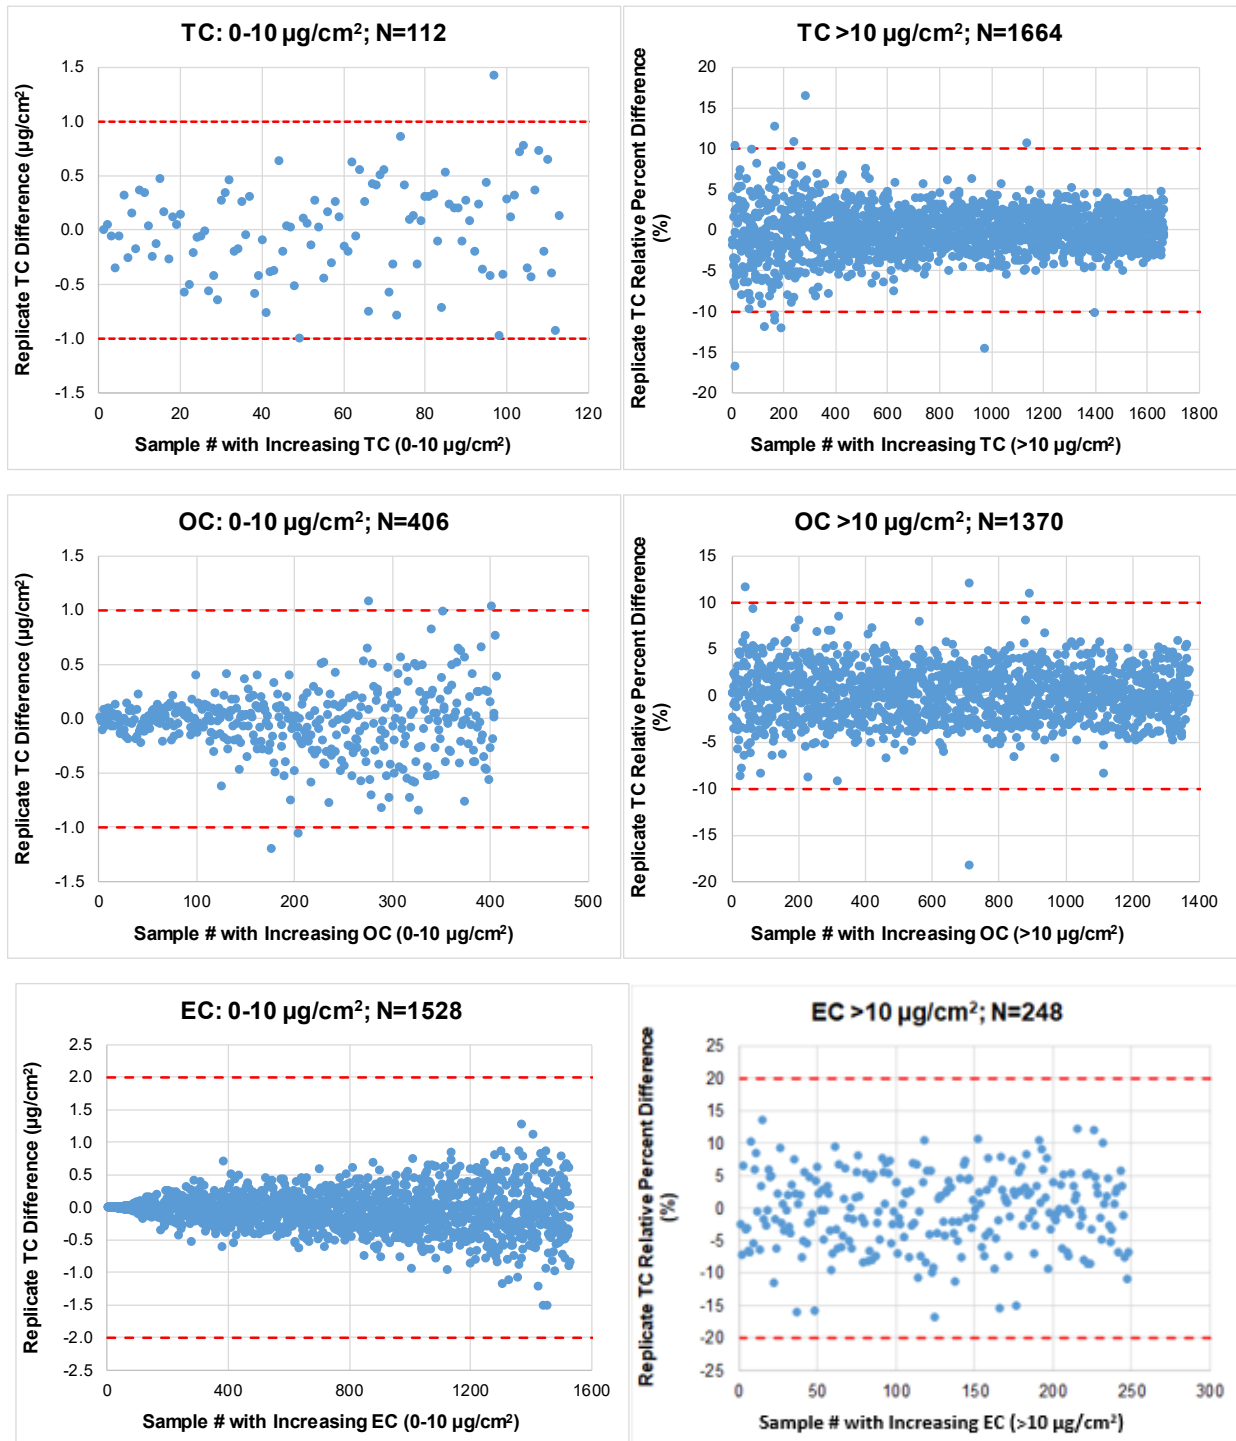 TC: 0-10 µg/cm²; N=112
Replicate TC Difference (µg/cm²)
1.5
1.0
0.5
0.0
-0.5
-1.0
-1.5
0 20 40 60 80 100 120
Sample # with Increasing TC (0-10 µg/cm²)
TC >10 µg/cm²; N=1664
Replicate TC Relative Percent Difference
(%)
20
15
10
5
0
-5
-10
-15
-20
0 200 400 600 800 1000 1200 1400 1600 1800
Sample # with Increasing TC (>10 µg/cm²)
OC: 0-10 µg/cm²; N=406
Replicate TC Difference (µg/cm²)
1.5
1.0
0.5
0.0
-0.5
-1.0
-1.5
0 100 200 300 400 500
Sample # with Increasing OC (0-10 µg/cm²)
OC >10 µg/cm²; N=1370
Replicate TC Relative Percent Difference
(%)
15
10
5
0
-5
-10
-15
-20
0 200 400 600 800 1000 1200 1400
Sample # with Increasing OC (>10 µg/cm²)
EC: 0-10 µg/cm²; N=1528
Replicate TC Difference (µg/cm²)
2.5
2.0
1.5
1.0
0.5
0.0
-0.5
-1.0
-1.5
-2.0
-2.5
0 400 800 1200 1600
Sample # with Increasing EC (0-10 µg/cm²)
EC >10 µg/cm²; N=248
Replicate TC Relative Percent Difference
(%)
25
20
15
10
5
0
-5
-10
-15
-20
-25
0 50 100 150 200 250 300
Sample # with Increasing EC (>10 µg/cm²)